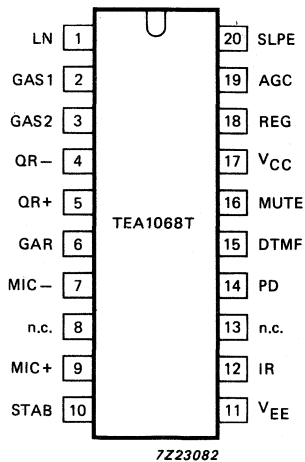 LN 1 20 SLPE
GAS1 2 19 AGC
GAS2 3 18 REG
QR− 4 17 VCC
QR+ 5 16 MUTE
TEA1068T
GAR 6 15 DTMF
MIC− 7 14 PD
n.c. 8 13 n.c.
MIC+ 9 12 IR
STAB 10 11 VEE
7Z23082